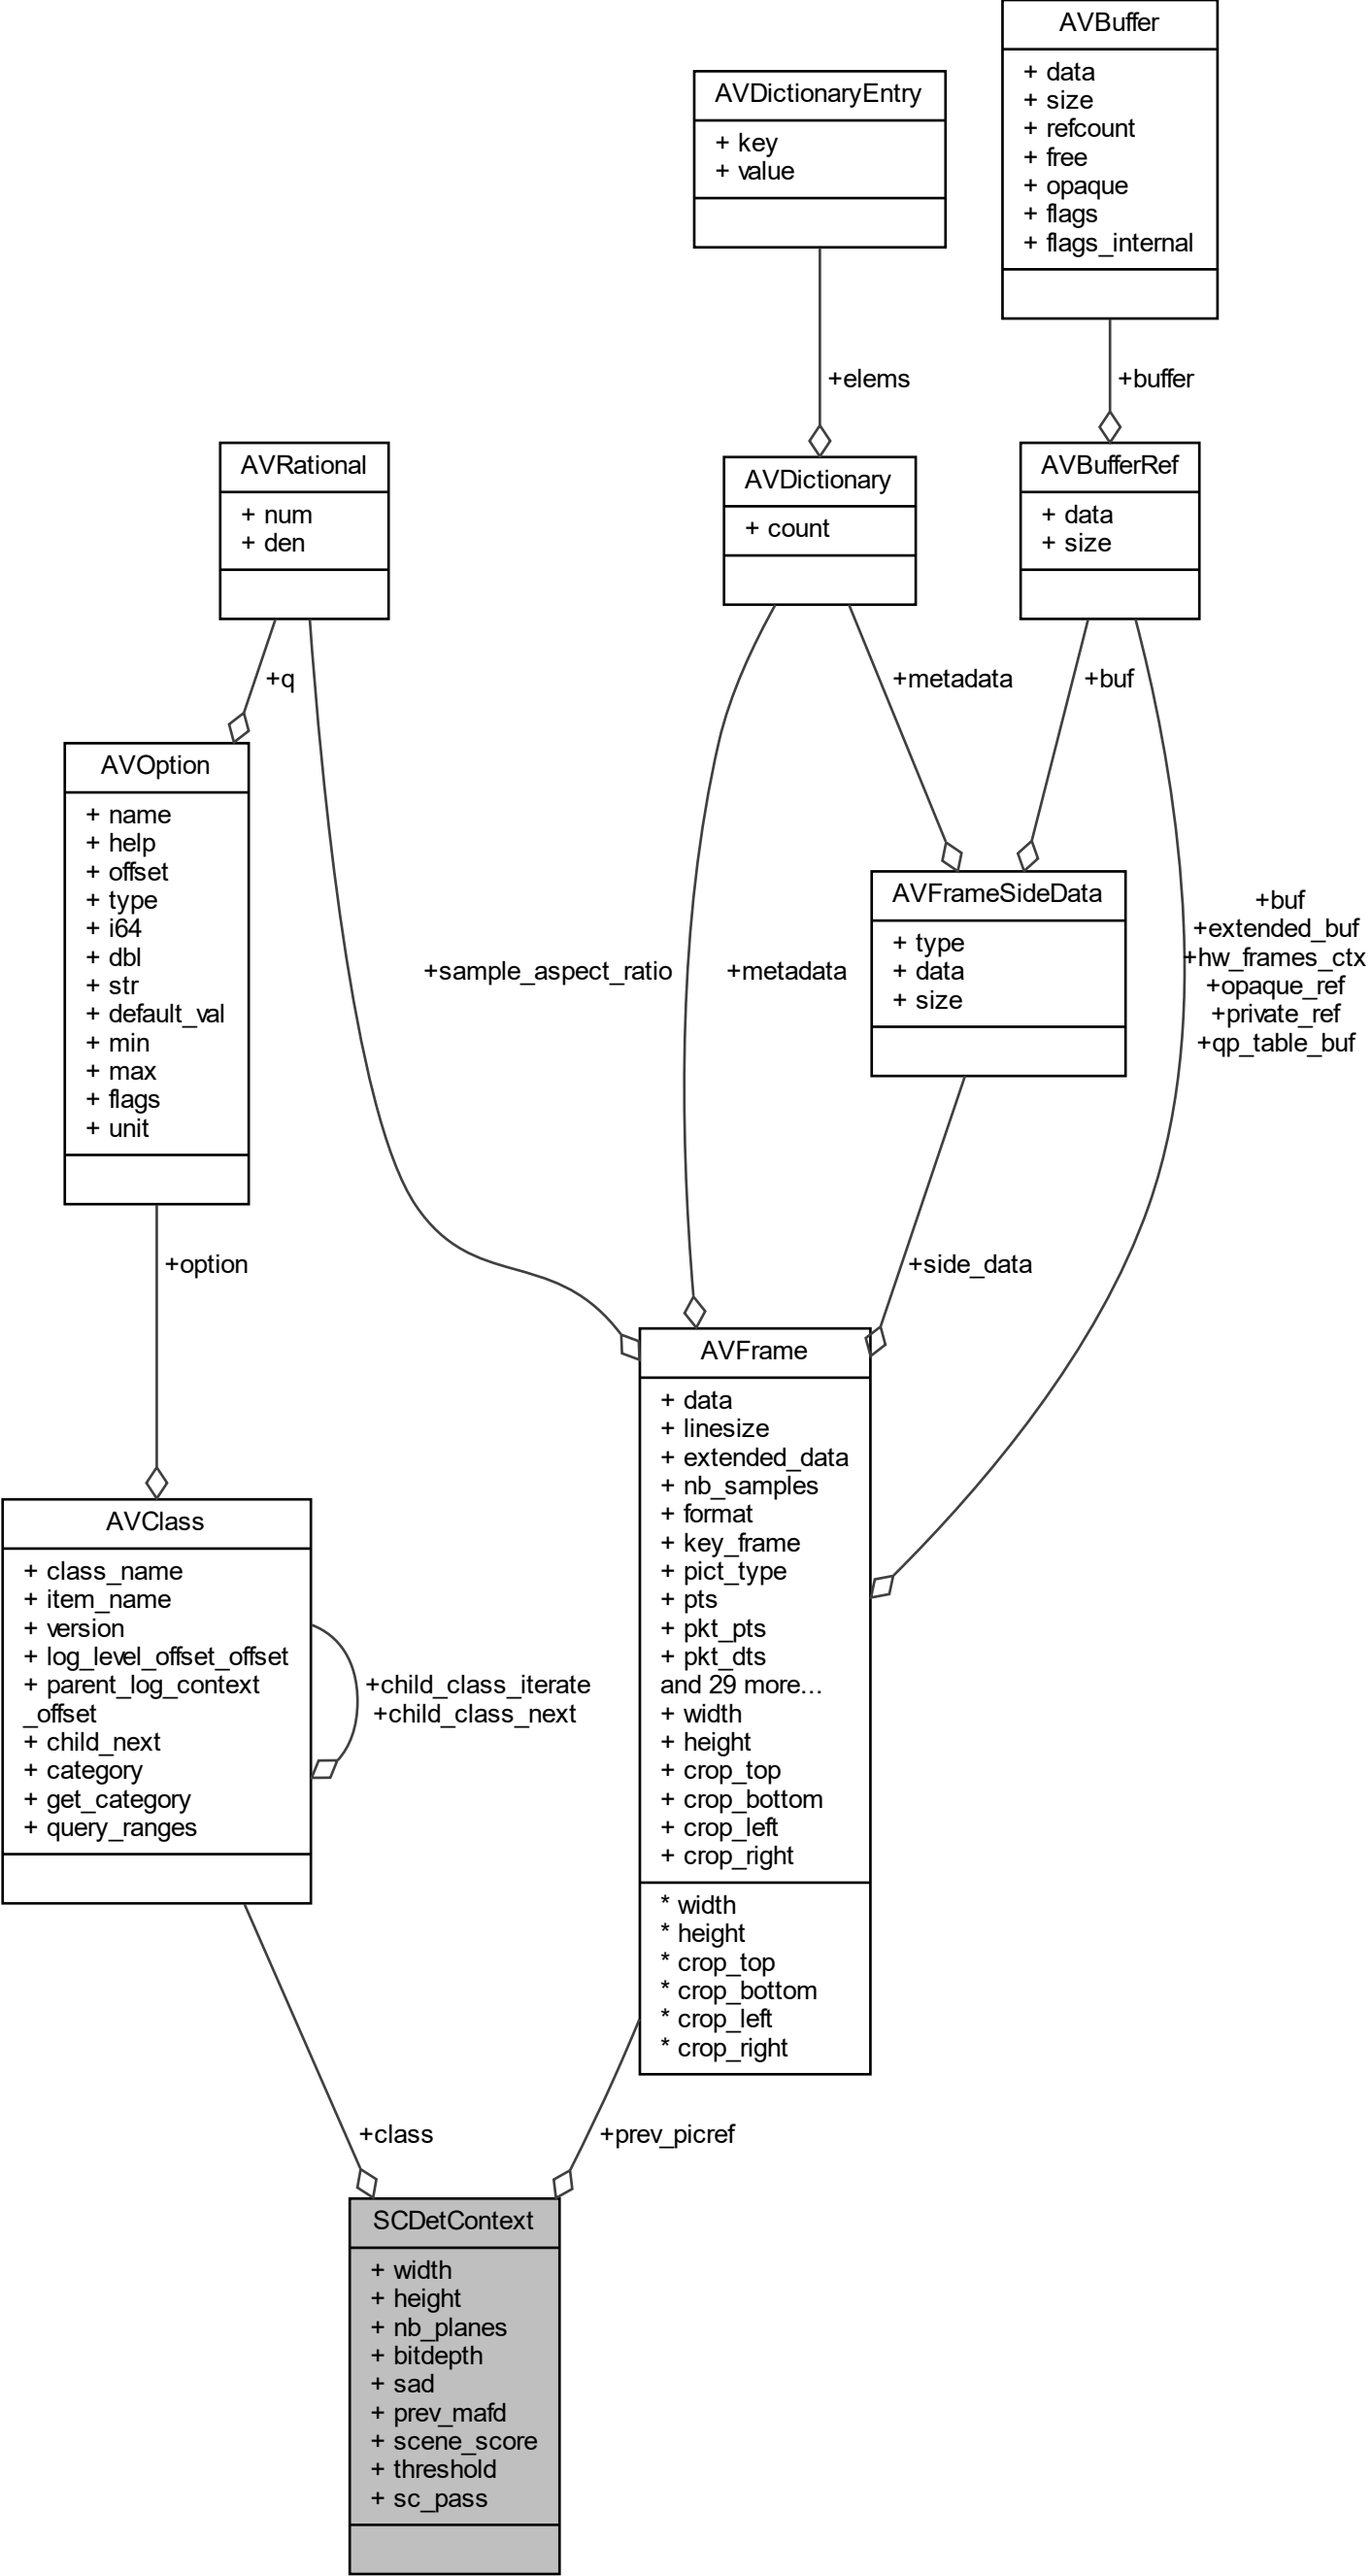 AVBuffer
+ data
+ size
+ refcount
+ free
+ opaque
+ flags
+ flags_internal
AVDictionaryEntry
+ key
+ value
+elems
+buffer
AVRational
+ num
+ den
AVDictionary
+ count
AVBufferRef
+ data
+ size
+q
+metadata
+buf
AVOption
+ name
+ help
+ offset
+ type
+ i64
+ dbl
+ str
+ default_val
+ min
+ max
+ flags
+ unit
AVFrameSideData
+ type
+ data
+ size
+sample_aspect_ratio
+metadata
+buf
+extended_buf
+hw_frames_ctx
+opaque_ref
+private_ref
+qp_table_buf
+option
+side_data
AVFrame
+ data
+ linesize
+ extended_data
+ nb_samples
+ format
+ key_frame
+ pict_type
+ pts
+ pkt_pts
+ pkt_dts
and 29 more...
+ width
+ height
+ crop_top
+ crop_bottom
+ crop_left
+ crop_right
* width
* height
* crop_top
* crop_bottom
* crop_left
* crop_right
AVClass
+ class_name
+ item_name
+ version
+ log_level_offset_offset
+ parent_log_context
_offset
+ child_next
+ category
+ get_category
+ query_ranges
+child_class_iterate
+child_class_next
+class
+prev_picref
SCDetContext
+ width
+ height
+ nb_planes
+ bitdepth
+ sad
+ prev_mafd
+ scene_score
+ threshold
+ sc_pass